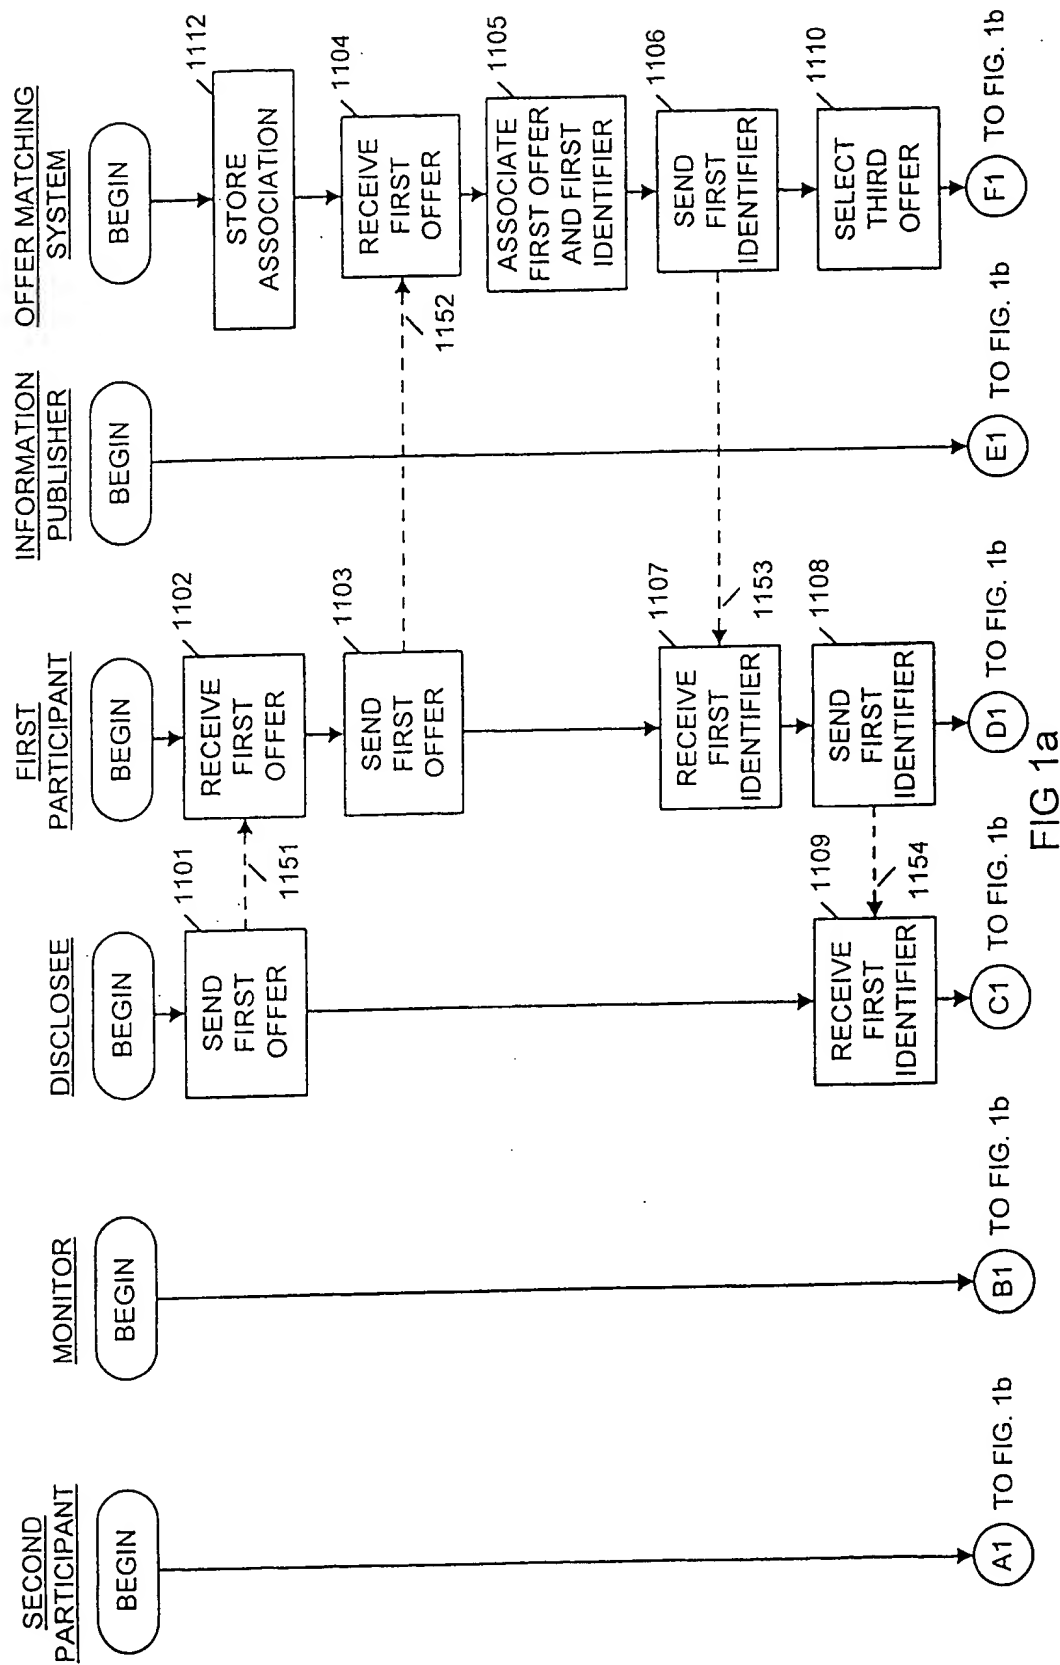 SECOND
PARTICIPANT
BEGIN
A1
TO FIG. 1b
MONITOR
BEGIN
B1
TO FIG. 1b
DISCLOSEE
BEGIN
1101
SEND
FIRST
OFFER
1151
1109
RECEIVE
FIRST
IDENTIFIER
1154
C1
TO FIG. 1b
FIRST
PARTICIPANT
BEGIN
1102
RECEIVE
FIRST
OFFER
1103
SEND
FIRST
OFFER
1107
RECEIVE
FIRST
IDENTIFIER
1153
1108
SEND
FIRST
IDENTIFIER
D1
TO FIG. 1b
INFORMATION
PUBLISHER
BEGIN
E1
TO FIG. 1b
OFFER MATCHING
SYSTEM
BEGIN
1112
STORE
ASSOCIATION
1104
RECEIVE
FIRST
OFFER
1152
1105
ASSOCIATE
FIRST OFFER
AND FIRST
IDENTIFIER
1106
SEND
FIRST
IDENTIFIER
1110
SELECT
THIRD
OFFER
F1
TO FIG. 1b
FIG 1a